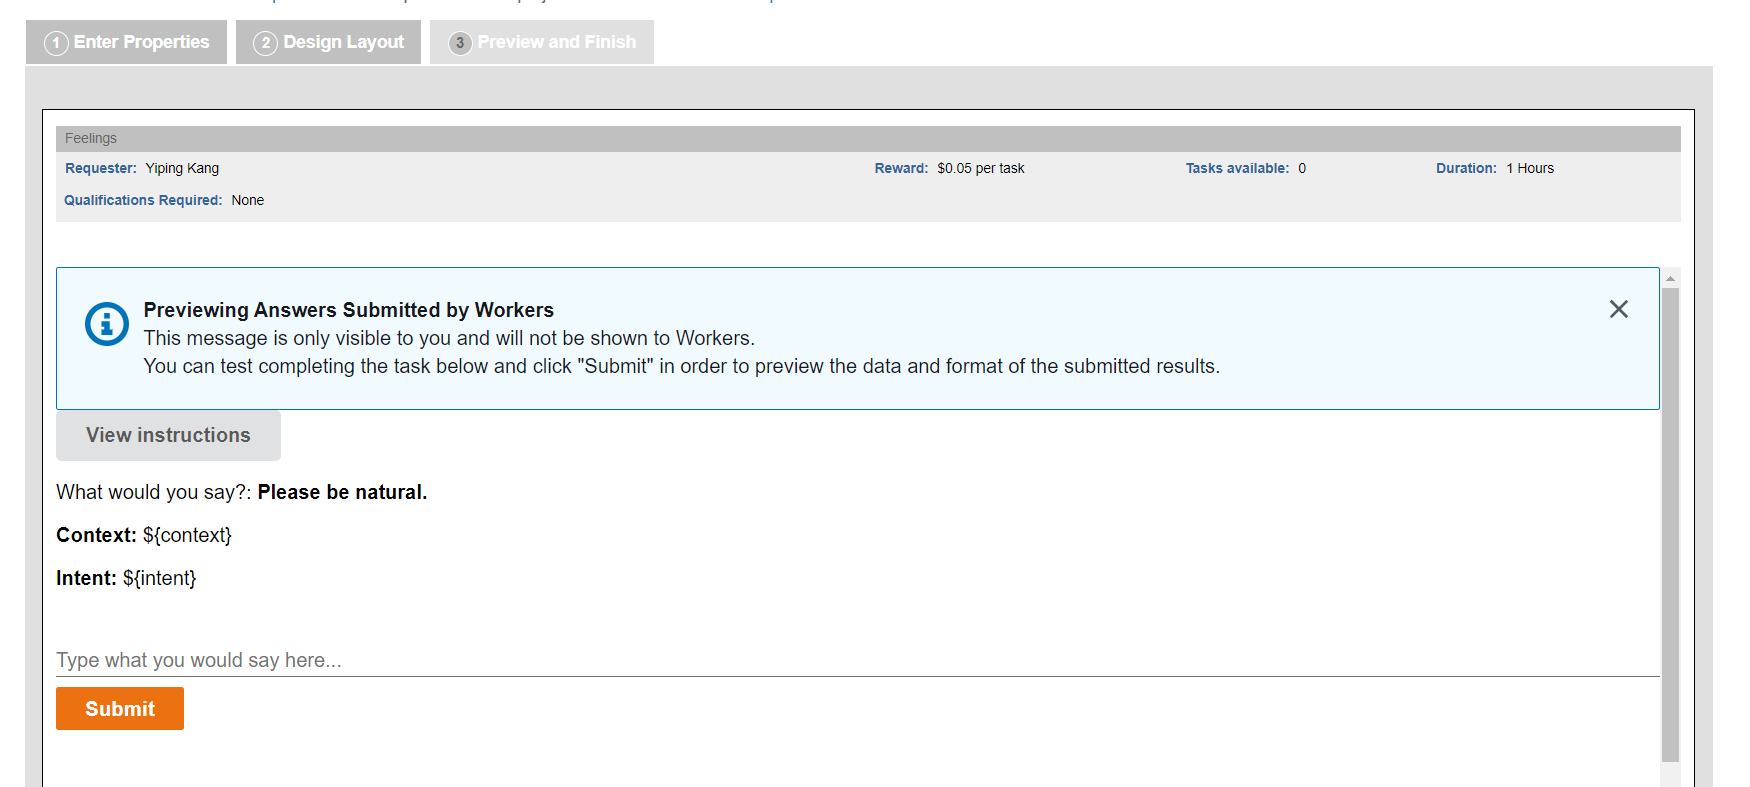 1 Enter Properties 2 Design Layout 3 Preview and Finish
Feelings
Requester: Yiping Kang Reward: $0.05 per task Tasks available: 0 Duration: 1 Hours
Qualifications Required: None
Previewing Answers Submitted by Workers
This message is only visible to you and will not be shown to Workers.
You can test completing the task below and click "Submit" in order to preview the data and format of the submitted results.
View instructions
What would you say?: Please be natural.
Context: ${context}
Intent: ${intent}
Type what you would say here...
Submit